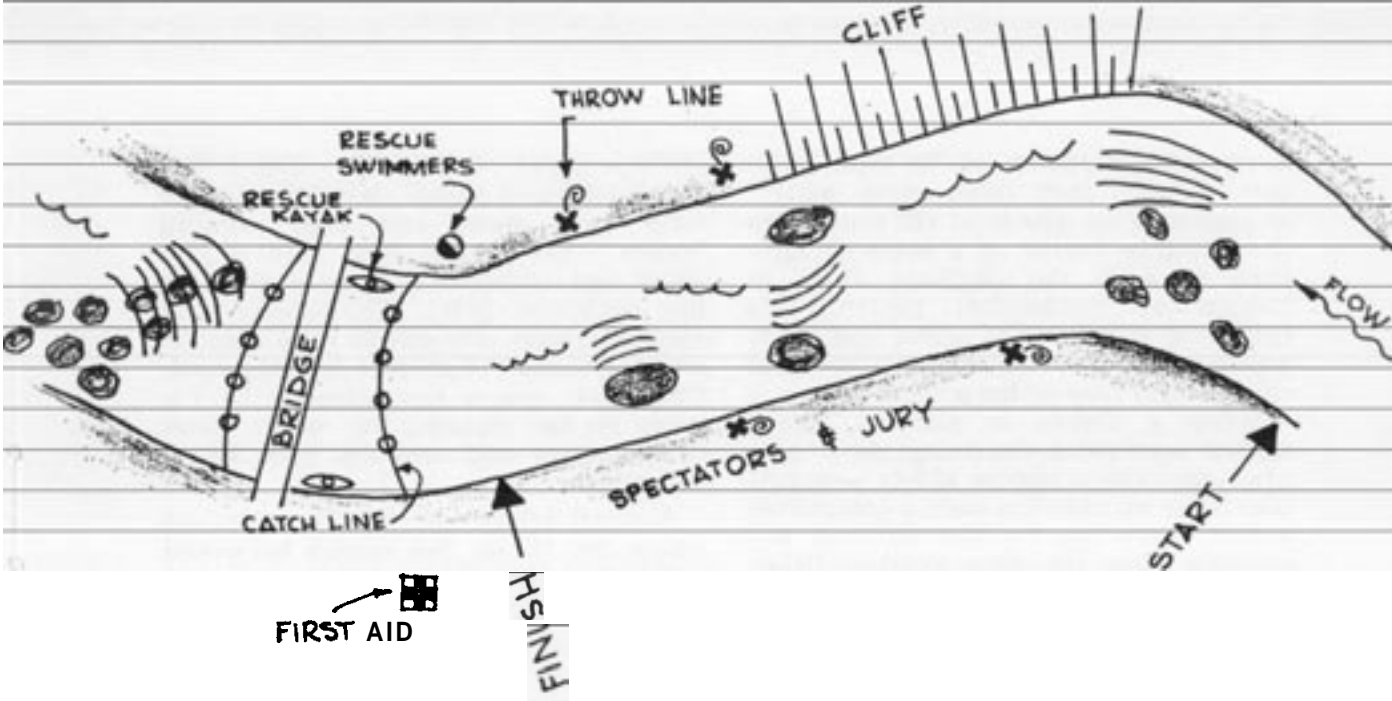 CLIFF
THROW LINE
RESCUE
SWIMMERS
RESCUE
KAYAK
FLOW
BRIDGE
SPECTATORS & JURY
CATCH LINE
START
FINISH
FIRST AID